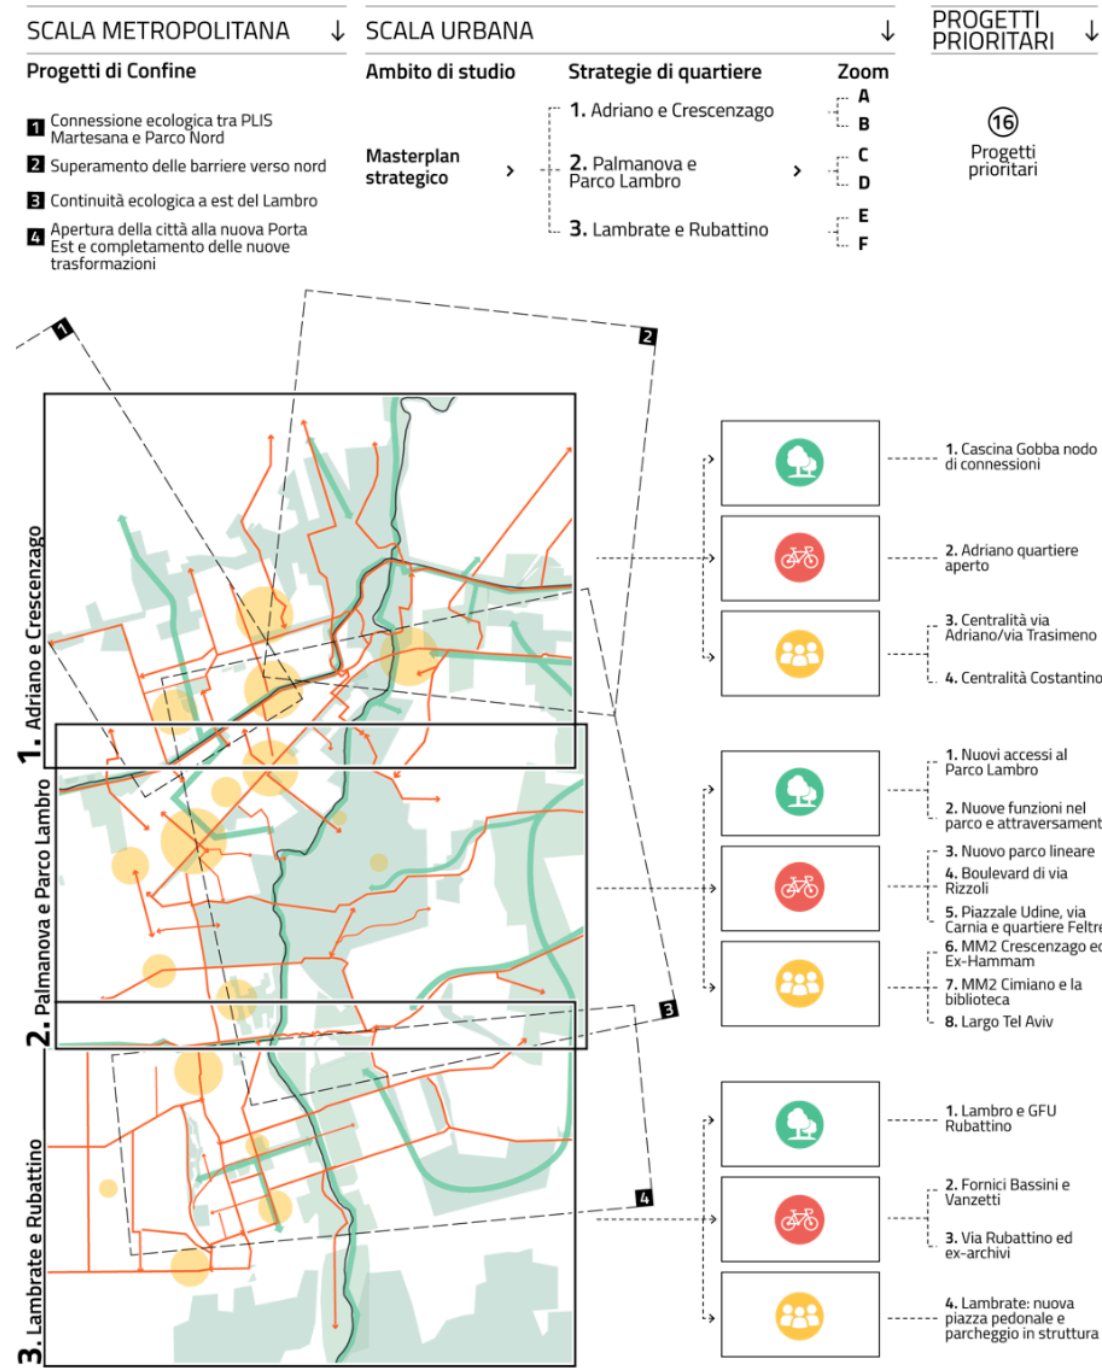 SCALA METROPOLITANA ↓
SCALA URBANA ↓
PROGETTI
PRIORITARI ↓
Progetti di Confine
Ambito di studio
Strategie di quartiere
Zoom
1 Connessione ecologica tra PLIS
Martesana e Parco Nord
2 Superamento delle barriere verso nord
3 Continuità ecologica a est del Lambro
4 Apertura della città alla nuova Porta
Est e completamento delle nuove
trasformazioni
Masterplan
strategico
>
1. Adriano e Crescenzago
2. Palmanova e
Parco Lambro
3. Lambrate e Rubattino
>
A
B
C
D
E
F
16
Progetti
prioritari
1
2
3
4
1. Adriano e Crescenzago
2. Palmanova e Parco Lambro
3. Lambrate e Rubattino
1. Cascina Gobba nodo
di connessioni
2. Adriano quartiere
aperto
3. Centralità via
Adriano/via Trasimeno
4. Centralità Costantino
1. Nuovi accessi al
Parco Lambro
2. Nuove funzioni nel
parco e attraversament
3. Nuovo parco lineare
4. Boulevard di via
Rizzoli
5. Piazzale Udine, via
Carnia e quartiere Feltre
6. MM2 Crescenzago ed
Ex-Hammam
7. MM2 Cimiano e la
biblioteca
8. Largo Tel Aviv
1. Lambro e GFU
Rubattino
2. Fornici Bassini e
Vanzetti
3. Via Rubattino ed
ex-archivi
4. Lambrate: nuova
piazza pedonale e
parcheggio in struttura